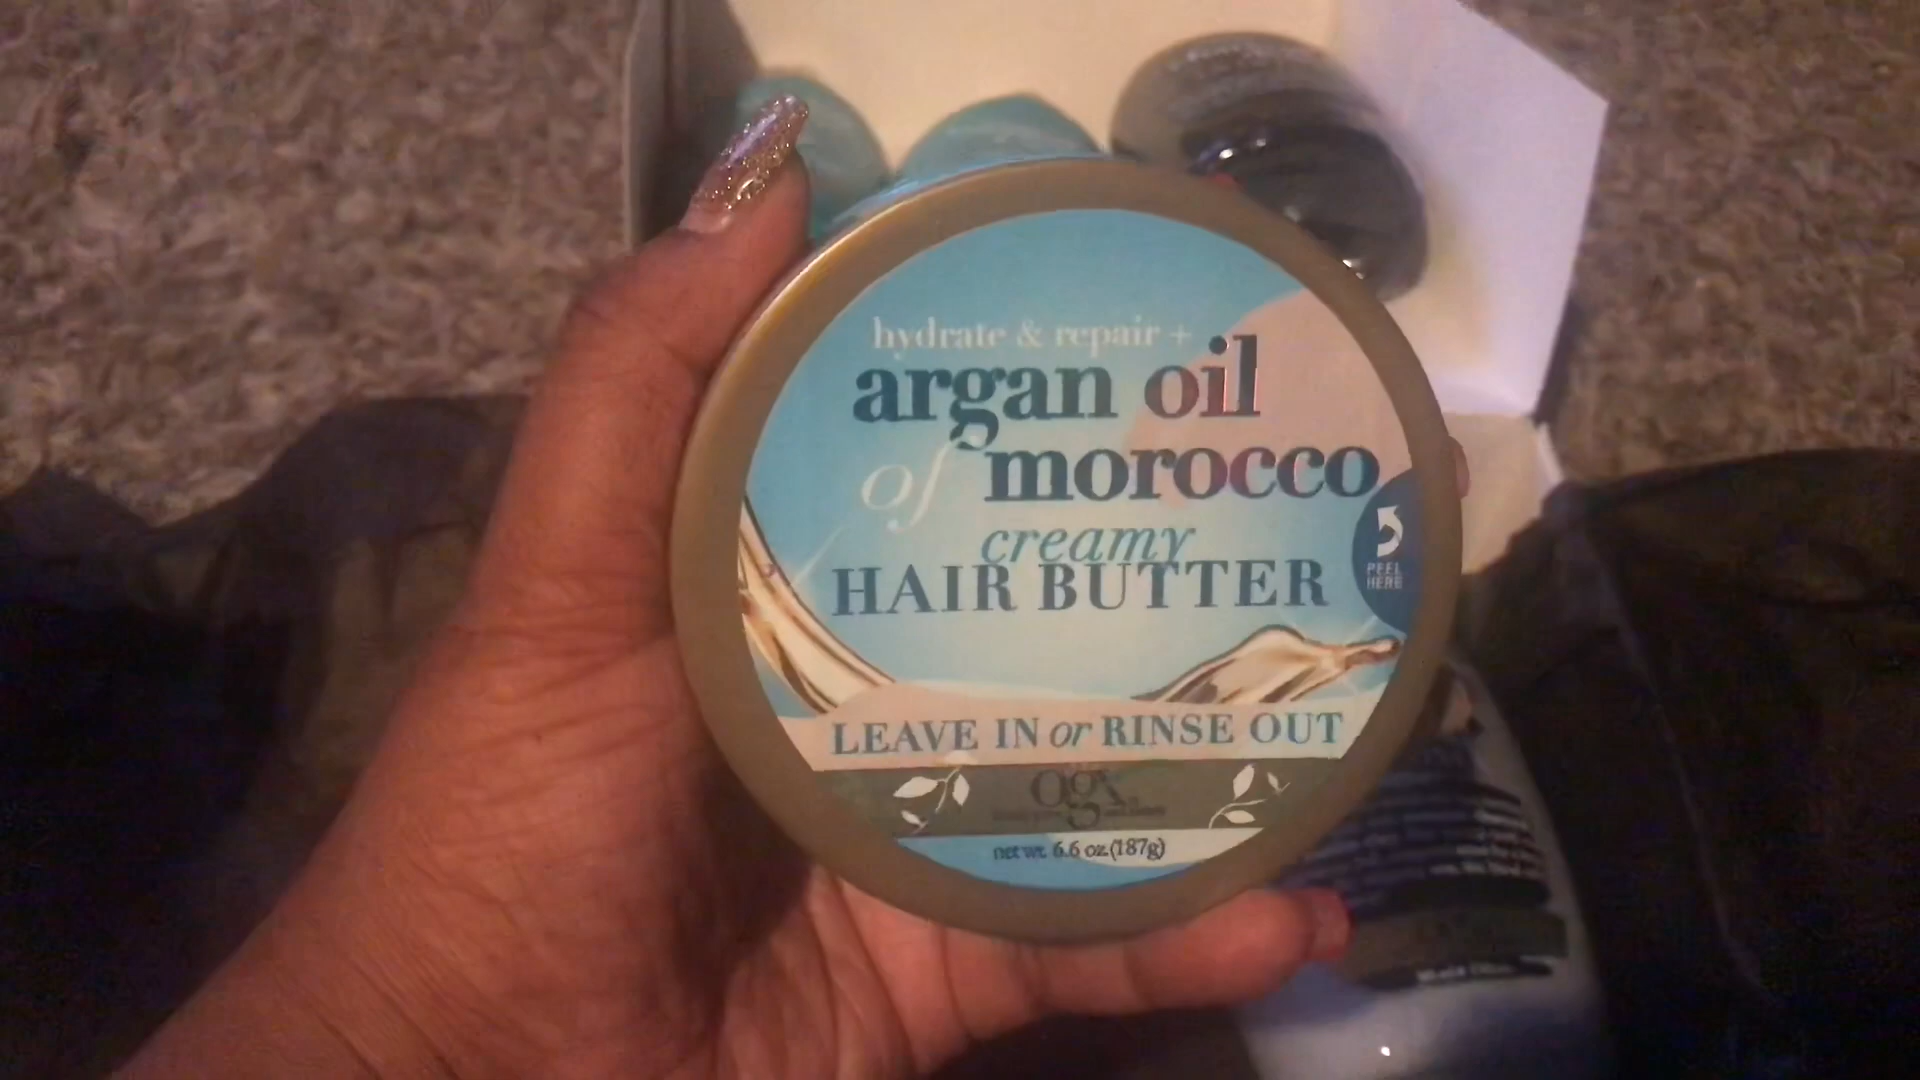 hydrate & repair +
argan oil
of morocco
creamy
HAIR BUTTER
PEEL
HERE
LEAVE IN or RINSE OUT
ogx
net wt. 6.6 oz (187g)